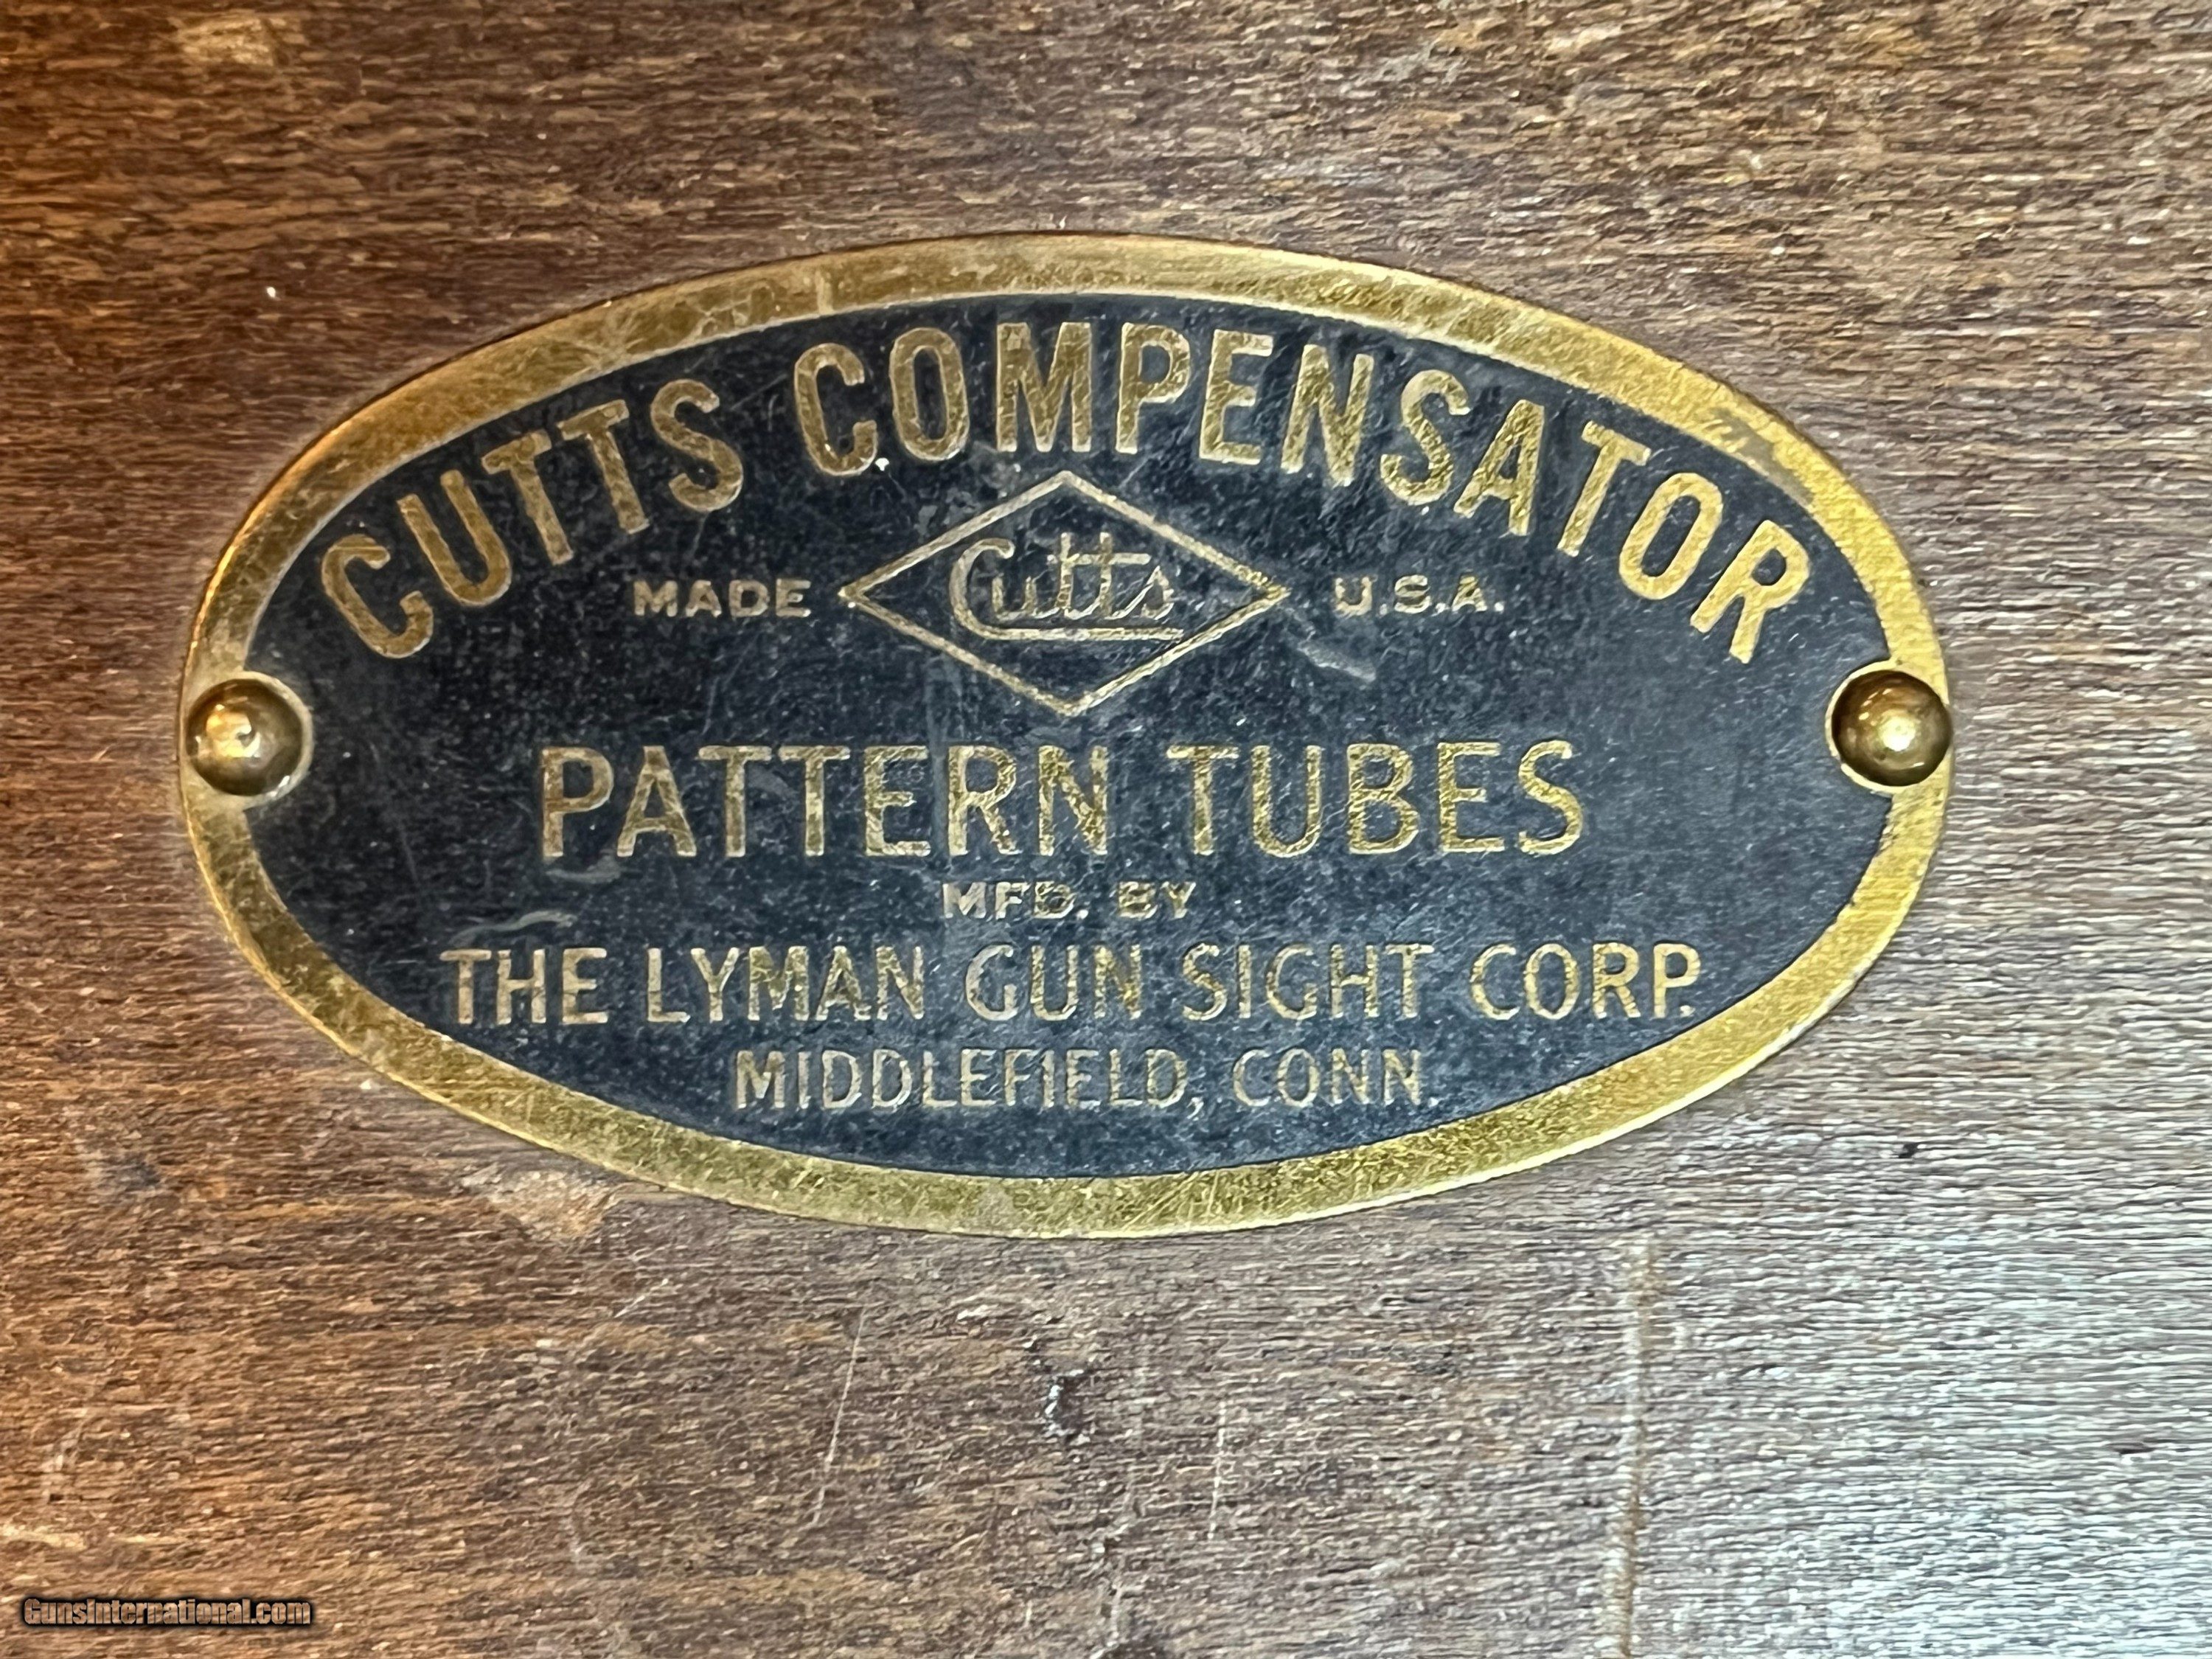 CUTTS COMPENSATOR
MADE Cutts U.S.A.
PATTERN TUBES
MFD. BY
THE LYMAN GUN SIGHT CORP.
MIDDLEFIELD, CONN.
GunsInternational.com